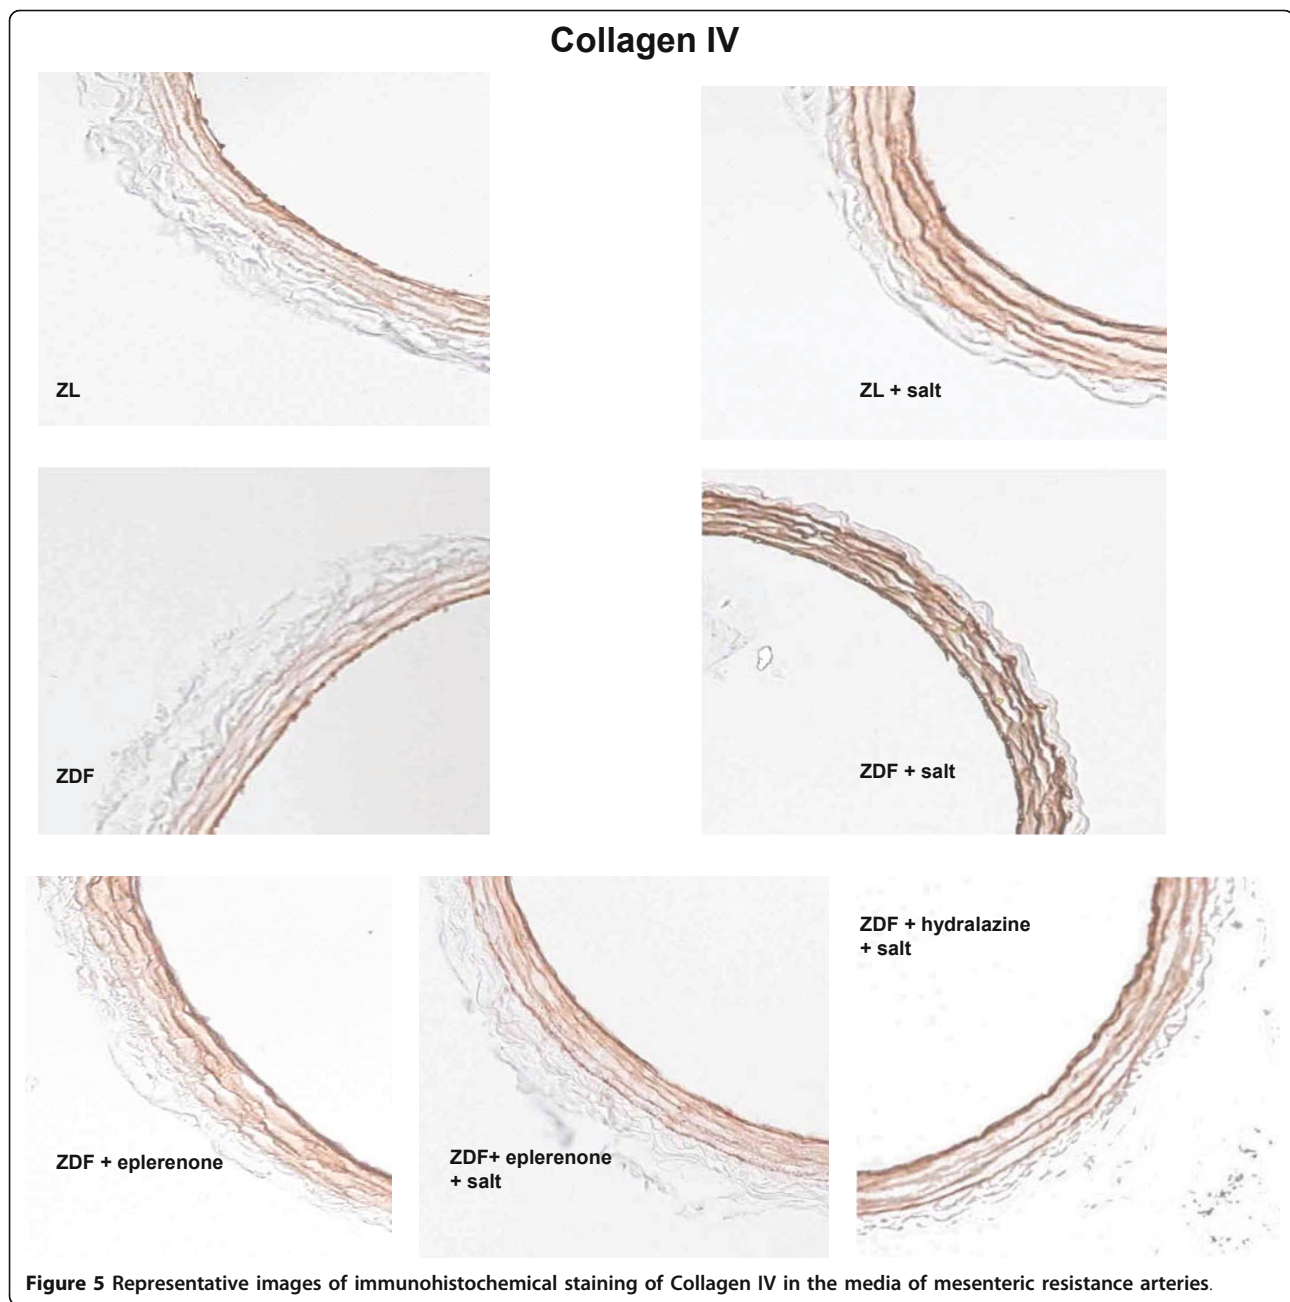 Collagen IV
ZL
ZL + salt
ZDF
ZDF + salt
ZDF + eplerenone
ZDF+ eplerenone
+ salt
ZDF + hydralazine
+ salt
Figure 5 Representative images of immunohistochemical staining of Collagen IV in the media of mesenteric resistance arteries.